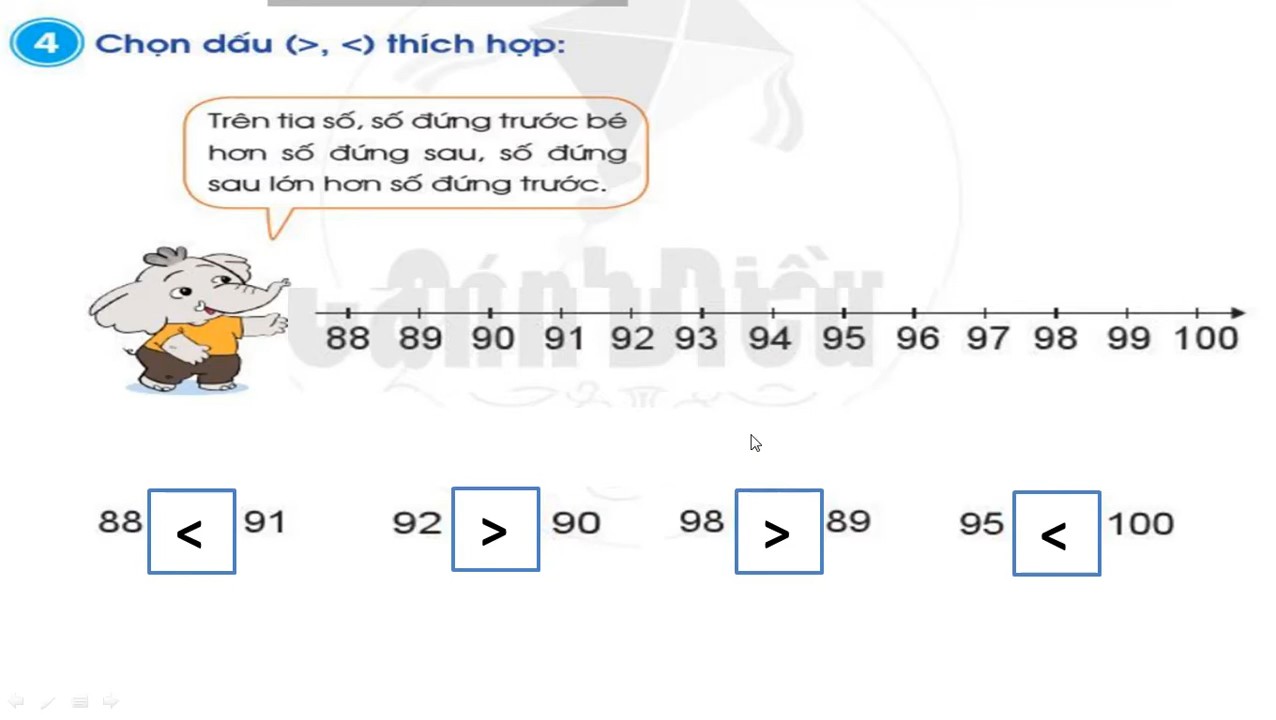 4 Chọn dấu (>, <) thích hợp:
Trên tia số, số đứng trước bé
hơn số đứng sau, số đứng
sau lớn hơn số đứng trước.
Cánh Diều
88 89 90 91 92 93 94 95 96 97 98 99 100
88 < 91 92 > 90 98 > 89 95 < 100